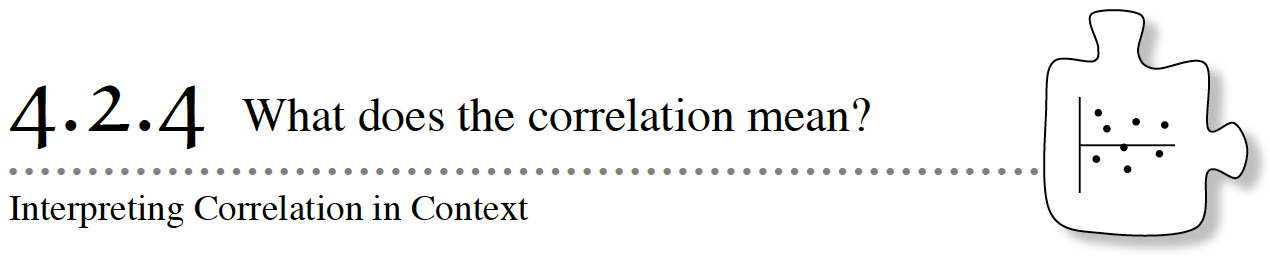 4.2.4 What does the correlation mean?
Interpreting Correlation in Context